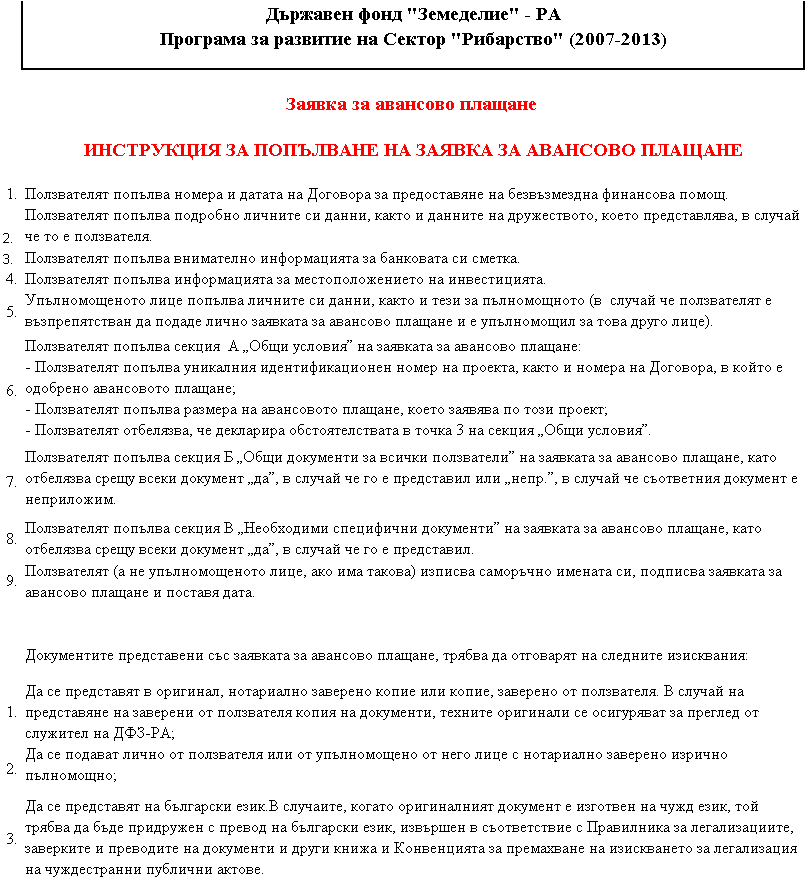 Държавен фонд "Земеделие" - РА
Програма за развитие на Сектор "Рибарство" (2007-2013)
Заявка за авансово плащане
ИНСТРУКЦИЯ ЗА ПОПЪЛВАНЕ НА ЗАЯВКА ЗА АВАНСОВО ПЛАЩАНЕ
1. Ползвателят попълва номера и датата на Договора за предоставяне на безвъзмездна финансова помощ.
Ползвателят попълва подробно личните си данни, както и данните на дружеството, което представлява, в случай
2. че то е ползвателя.
3. Ползвателят попълва внимателно информацията за банковата си сметка.
4. Ползвателят попълва информацията за местоположението на инвестицията.
5. Упълномощеното лице попълва личните си данни, както и тези за пълномощното (в  случай че ползвателят е
възпрепятстван да подаде лично заявката за авансово плащане и е упълномощил за това друго лице).
Ползвателят попълва секция  А „Общи условия” на заявката за авансово плащане:
- Ползвателят попълва уникалния идентификационен номер на проекта, както и номера на Договора, в който е
6. одобрено авансовото плащане;
- Ползвателят попълва размера на авансовото плащане, което заявява по този проект;
- Ползвателят отбелязва, че декларира обстоятелствата в точка 3 на секция „Общи условия”.
Ползвателят попълва секция Б „Общи документи за всички ползватели” на заявката за авансово плащане, като
7. отбелязва срещу всеки документ „да”, в случай че го е представил или „непр.”, в случай че съответния документ е
неприложим.
8. Ползвателят попълва секция В „Необходими специфични документи” на заявката за авансово плащане, като
отбелязва срещу всеки документ „да”, в случай че го е представил.
9. Ползвателят (а не упълномощеното лице, ако има такова) изписва саморъчно имената си, подписва заявката за
авансово плащане и поставя дата.
Документите представени със заявката за авансово плащане, трябва да отговарят на следните изисквания:
Да се представят в оригинал, нотариално заверено копие или копие, заверено от ползвателя. В случай на
1. представяне на заверени от ползвателя копия на документи, техните оригинали се осигуряват за преглед от
служител на ДФЗ-РА;
2. Да се подават лично от ползвателя или от упълномощено от него лице с нотариално заверено изрично
пълномощно;
Да се представят на български език.В случаите, когато оригиналният документ е изготвен на чужд език, той
3. трябва да бъде придружен с превод на български език, извършен в съответствие с Правилника за легализациите,
заверките и преводите на документи и други книжа и Конвенцията за премахване на изискването за легализация
на чуждестранни публични актове.